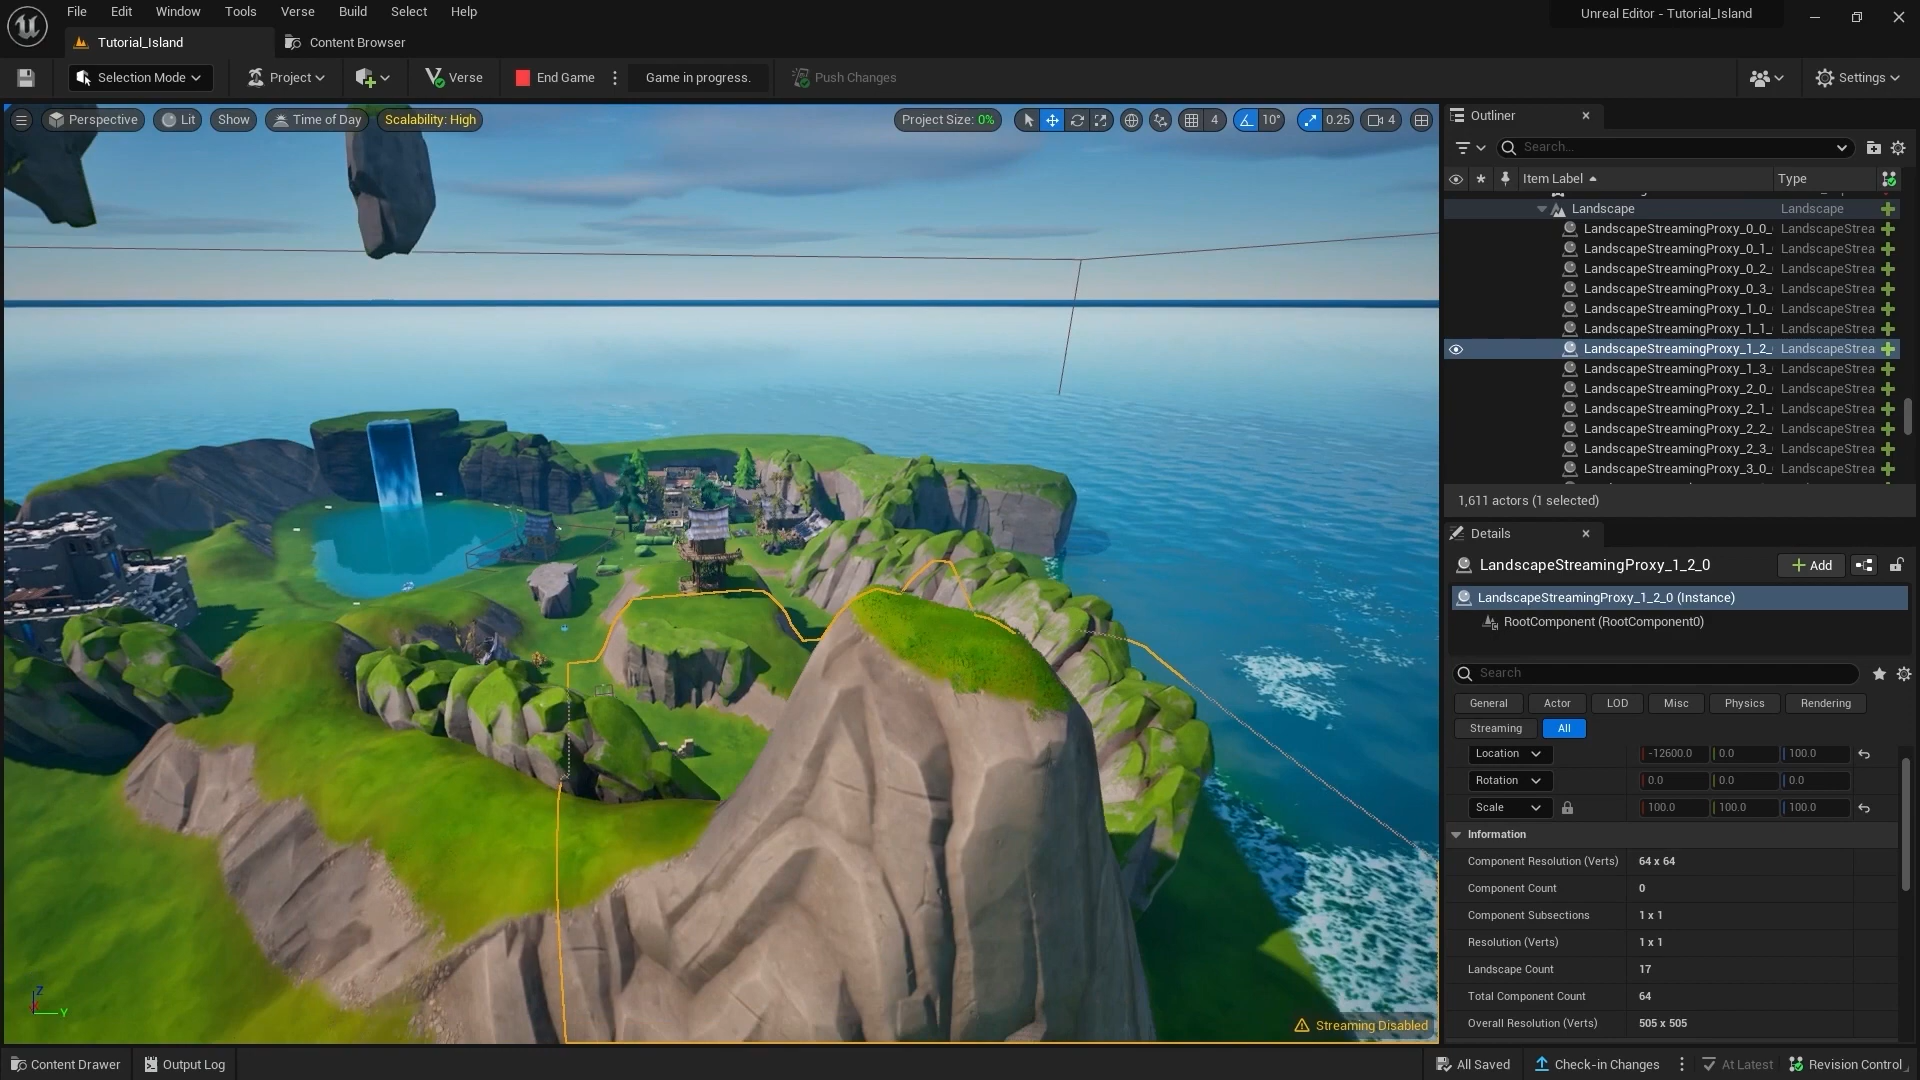 File Edit Window Tools Verse Build Select Help
Unreal Editor - Tutorial_Island
Tutorial_Island
Content Browser
Selection Mode
Project
Verse
End Game
Game in progress.
Push Changes
Settings
Perspective
Lit
Show
Time of Day
Scalability: High
Project Size: 0%
4
10°
0.25
4
Z
Y
Streaming Disabled
Outliner
Search...
Item Label
Type
Landscape Landscape
LandscapeStreamingProxy_0_0_ LandscapeStrea
LandscapeStreamingProxy_0_1_ LandscapeStrea
LandscapeStreamingProxy_0_2_ LandscapeStrea
LandscapeStreamingProxy_0_3_ LandscapeStrea
LandscapeStreamingProxy_1_0_ LandscapeStrea
LandscapeStreamingProxy_1_1_ LandscapeStrea
LandscapeStreamingProxy_1_2_ LandscapeStrea
LandscapeStreamingProxy_1_3_ LandscapeStrea
LandscapeStreamingProxy_2_0_ LandscapeStrea
LandscapeStreamingProxy_2_1_ LandscapeStrea
LandscapeStreamingProxy_2_2_ LandscapeStrea
LandscapeStreamingProxy_2_3_ LandscapeStrea
LandscapeStreamingProxy_3_0_ LandscapeStrea
1,611 actors (1 selected)
Details
LandscapeStreamingProxy_1_2_0
Add
LandscapeStreamingProxy_1_2_0 (Instance)
RootComponent (RootComponent0)
Search
General Actor LOD Misc Physics Rendering
Streaming All
Location -12600.0 0.0 100.0
Rotation 0.0 0.0 0.0
Scale 100.0 100.0 100.0
Information
Component Resolution (Verts) 64 x 64
Component Count 0
Component Subsections 1 x 1
Resolution (Verts) 1 x 1
Landscape Count 17
Total Component Count 64
Overall Resolution (Verts) 505 x 505
Content Drawer
Output Log
All Saved
Check-in Changes
At Latest
Revision Control